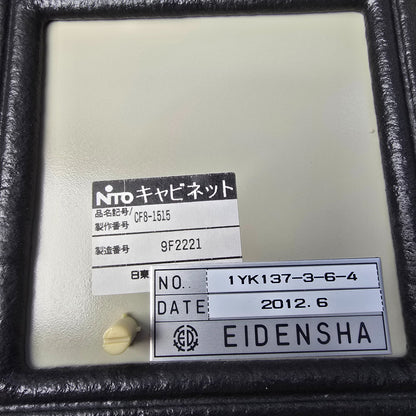 NITO キャビネット
品名記号/
製作番号 CF8-1515
製造番号 9F2221
日東
NO. 1YK137-3-6-4
DATE 2012.6
EIDENSHA